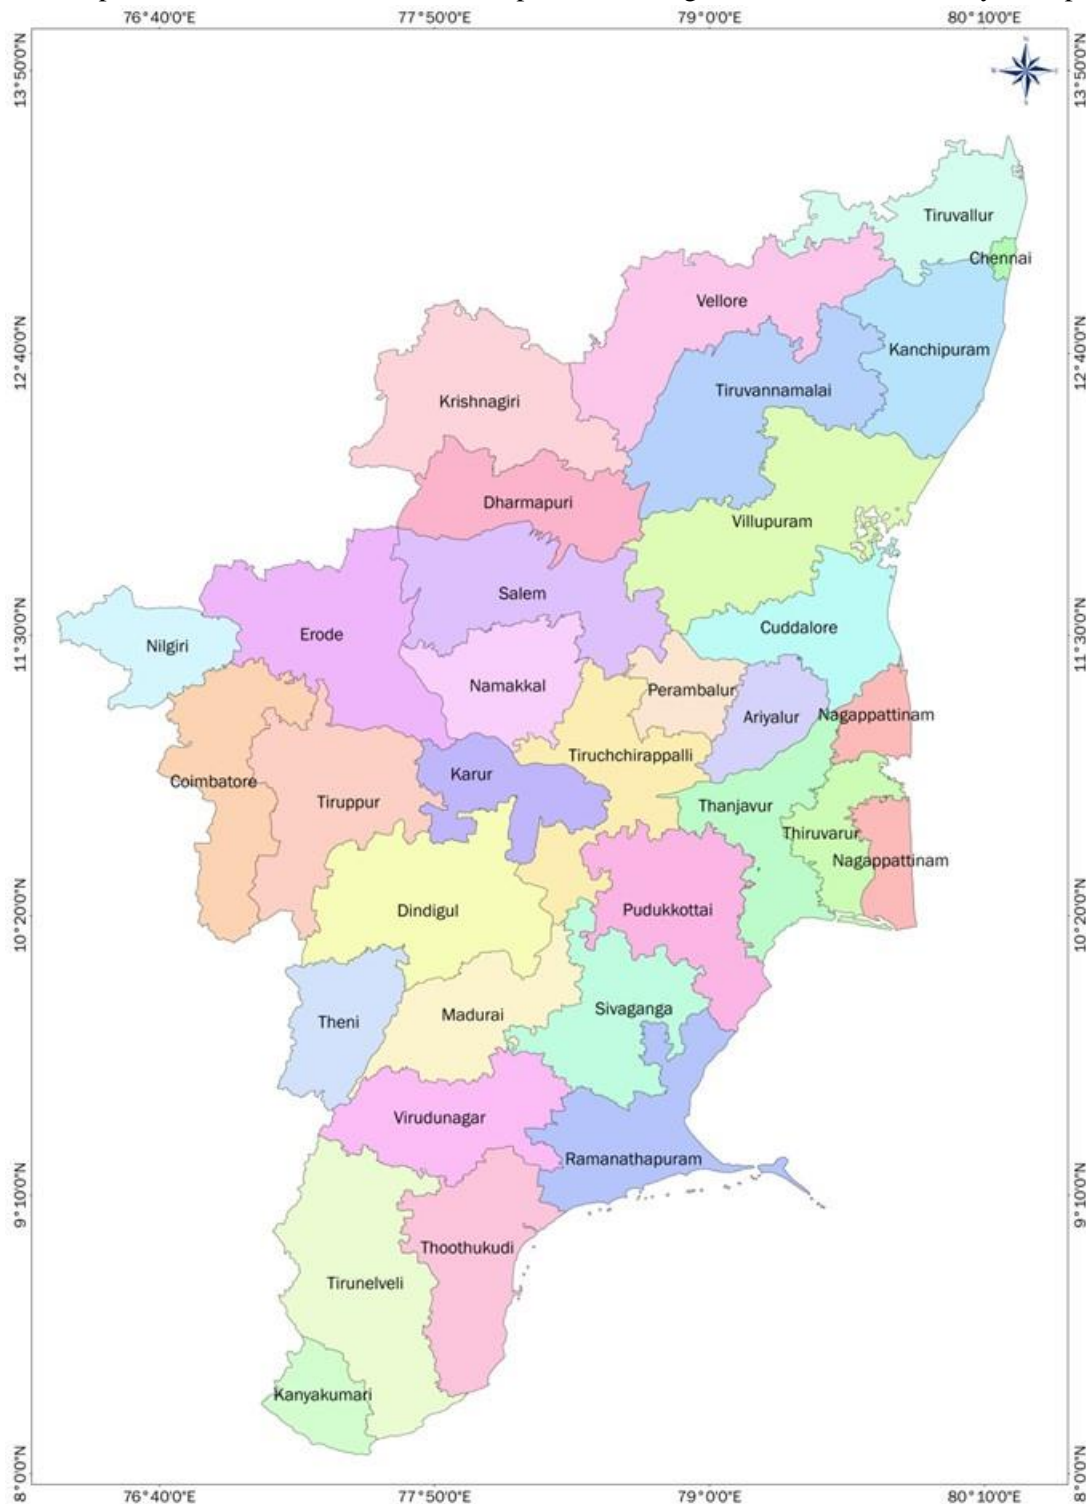 76°40'0"E 77°50'0"E 79°0'0"E 80°10'0"E
13°50'0"N 13°50'0"N
Tiruvallur
Chennai
Vellore
12°40'0"N Kanchipuram 12°40'0"N
Tiruvannamalai
Krishnagiri
Dharmapuri
Villupuram
Salem
Cuddalore
11°30'0"N Erode 11°30'0"N
Nilgiri
Namakkal
Perambalur
Nagappattinam
Ariyalur
Tiruchchirappalli
Karur
Coimbatore
Tiruppur
Thanjavur
Thiruvarur
Nagappattinam
10°20'0"N Dindigul Pudukkottai 10°20'0"N
Sivaganga
Madurai
Theni
Virudunagar
Ramanathapuram
9°10'0"N 9°10'0"N
Thoothukudi
Tirunelveli
Kanyakumari
8°0'0"N 8°0'0"N
76°40'0"E 77°50'0"E 79°0'0"E 80°10'0"E